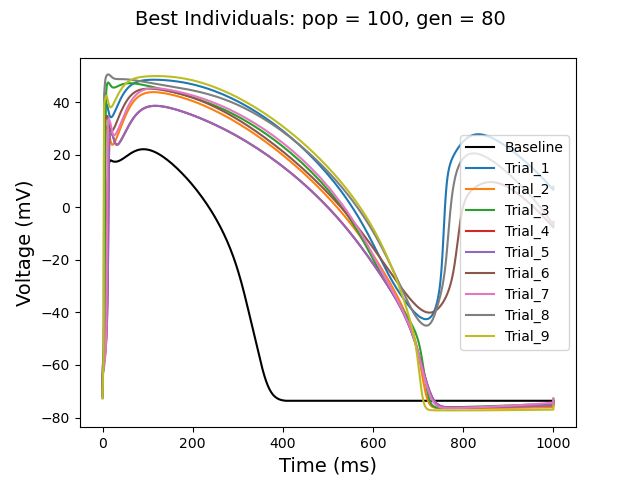 Best Individuals: pop = 100, gen = 80
Voltage (mV)
40
20
0
−20
−40
−60
−80
0
200
400
600
800
1000
Time (ms)
Baseline
Trial_1
Trial_2
Trial_3
Trial_4
Trial_5
Trial_6
Trial_7
Trial_8
Trial_9